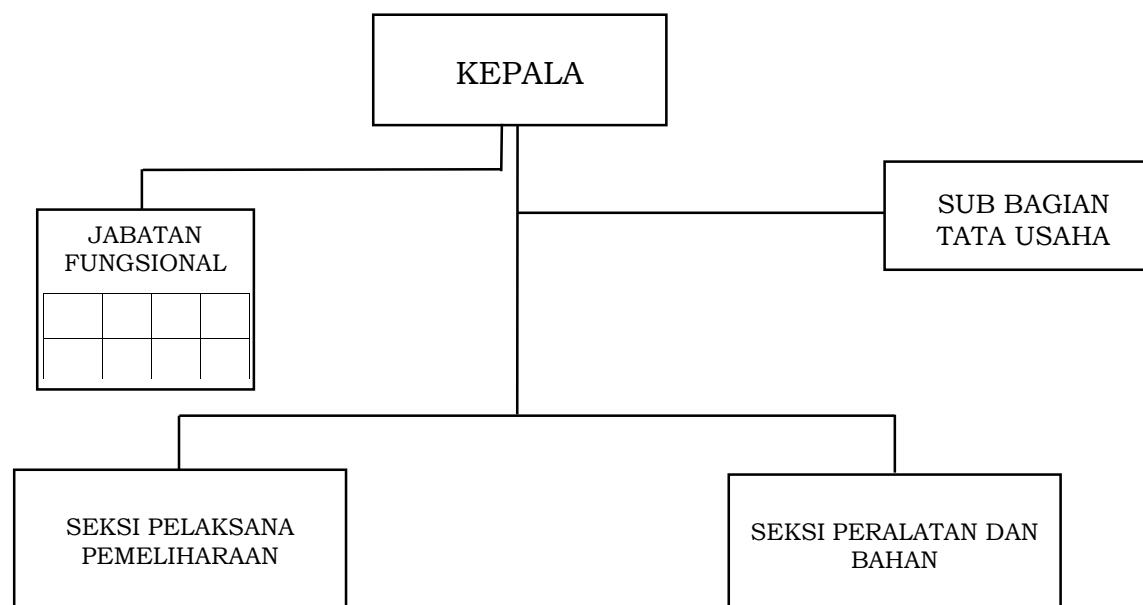 KEPALA
SUB BAGIAN
TATA USAHA
JABATAN
FUNGSIONAL
SEKSI PELAKSANA
PEMELIHARAAN
SEKSI PERALATAN DAN
BAHAN